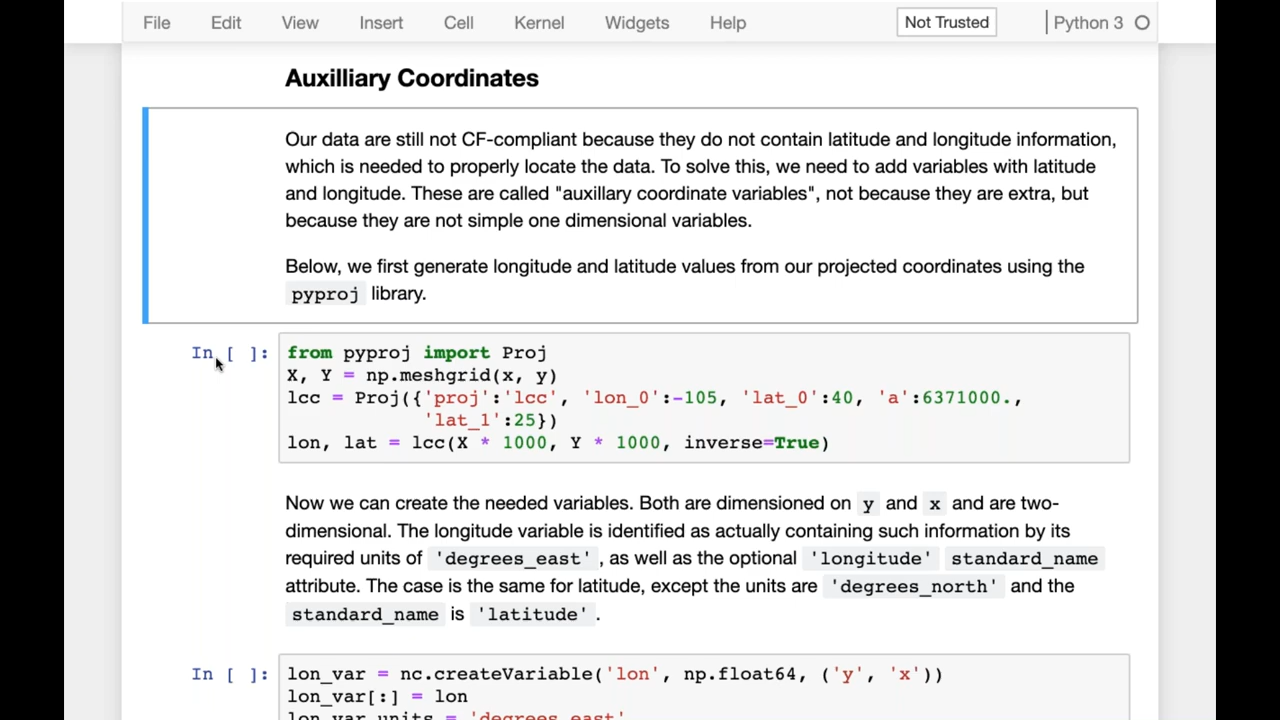 File Edit View Insert Cell Kernel Widgets Help Not Trusted Python 3
Auxilliary Coordinates
Our data are still not CF-compliant because they do not contain latitude and longitude information,
which is needed to properly locate the data. To solve this, we need to add variables with latitude
and longitude. These are called "auxillary coordinate variables", not because they are extra, but
because they are not simple one dimensional variables.
Below, we first generate longitude and latitude values from our projected coordinates using the
pyproj library.
In [ ]: from pyproj import Proj
X, Y = np.meshgrid(x, y)
lcc = Proj({'proj':'lcc', 'lon_0':-105, 'lat_0':40, 'a':6371000.,
'lat_1':25})
lon, lat = lcc(X * 1000, Y * 1000, inverse=True)
Now we can create the needed variables. Both are dimensioned on y and x and are two-
dimensional. The longitude variable is identified as actually containing such information by its
required units of 'degrees_east', as well as the optional 'longitude' standard_name
attribute. The case is the same for latitude, except the units are 'degrees_north' and the
standard_name is 'latitude'.
In [ ]: lon_var = nc.createVariable('lon', np.float64, ('y', 'x'))
lon_var[:] = lon
lon_var.units = 'degrees_east'